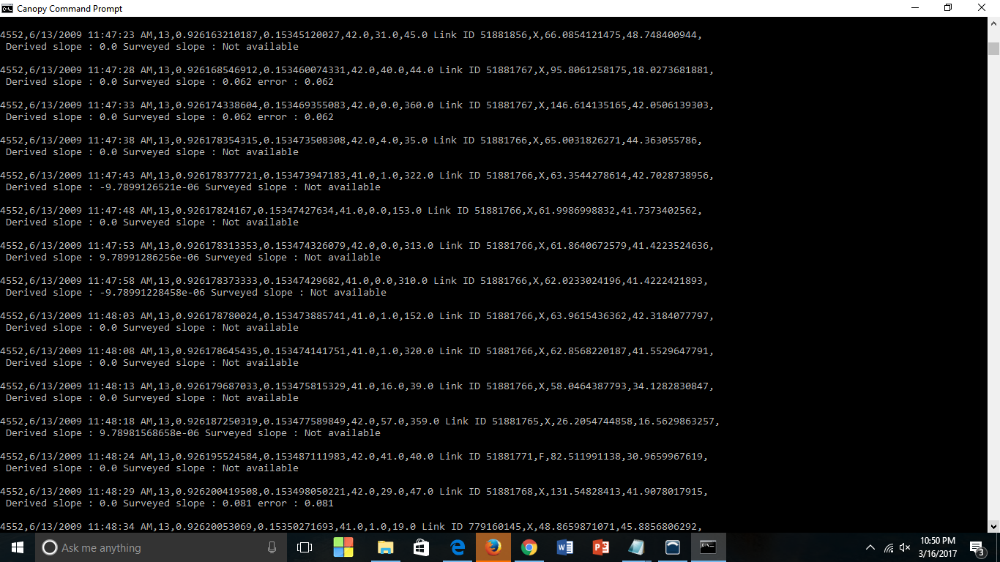 Canopy Command Prompt
4552,6/13/2009 11:47:23 AM,13,0.926163210187,0.15345120027,42.0,31.0,45.0 Link ID 51881856,X,66.0854121475,48.748400944,
Derived slope : 0.0 Surveyed slope : Not available
4552,6/13/2009 11:47:28 AM,13,0.926168546912,0.153460074331,42.0,40.0,44.0 Link ID 51881767,X,95.8061258175,18.0273681881,
Derived slope : 0.0 Surveyed slope : 0.062 error : 0.062
4552,6/13/2009 11:47:33 AM,13,0.926174338604,0.153469355083,42.0,0.0,360.0 Link ID 51881767,X,146.614135165,42.0506139303,
Derived slope : 0.0 Surveyed slope : 0.062 error : 0.062
4552,6/13/2009 11:47:38 AM,13,0.926178354315,0.153473508308,42.0,4.0,35.0 Link ID 51881766,X,65.0031826271,44.363055786,
Derived slope : 0.0 Surveyed slope : Not available
4552,6/13/2009 11:47:43 AM,13,0.926178377721,0.153473947183,41.0,1.0,322.0 Link ID 51881766,X,63.3544278614,42.7028738956,
Derived slope : -9.7899126521e-06 Surveyed slope : Not available
4552,6/13/2009 11:47:48 AM,13,0.92617824167,0.15347427634,41.0,0.0,153.0 Link ID 51881766,X,61.9986998832,41.7373402562,
Derived slope : 0.0 Surveyed slope : Not available
4552,6/13/2009 11:47:53 AM,13,0.926178313353,0.153474326079,42.0,0.0,313.0 Link ID 51881766,X,61.8640672579,41.4223524636,
Derived slope : 9.78991286256e-06 Surveyed slope : Not available
4552,6/13/2009 11:47:58 AM,13,0.926178373333,0.15347429682,41.0,0.0,310.0 Link ID 51881766,X,62.0233024196,41.4222421893,
Derived slope : -9.78991228458e-06 Surveyed slope : Not available
4552,6/13/2009 11:48:03 AM,13,0.926178780024,0.153473885741,41.0,1.0,152.0 Link ID 51881766,X,63.9615436362,42.3184077797,
Derived slope : 0.0 Surveyed slope : Not available
4552,6/13/2009 11:48:08 AM,13,0.926178645435,0.153474141751,41.0,1.0,320.0 Link ID 51881766,X,62.8568220187,41.5529647791,
Derived slope : 0.0 Surveyed slope : Not available
4552,6/13/2009 11:48:13 AM,13,0.926179687033,0.153475815329,41.0,16.0,39.0 Link ID 51881766,X,58.0464387793,34.1282830847,
Derived slope : 0.0 Surveyed slope : Not available
4552,6/13/2009 11:48:18 AM,13,0.926187250319,0.153477589849,42.0,57.0,359.0 Link ID 51881765,X,26.2054744858,16.5629863257,
Derived slope : 9.78981568658e-06 Surveyed slope : Not available
4552,6/13/2009 11:48:24 AM,13,0.926195524584,0.153487111983,42.0,41.0,40.0 Link ID 51881771,F,82.511991138,30.9659967619,
Derived slope : 0.0 Surveyed slope : Not available
4552,6/13/2009 11:48:29 AM,13,0.926200419508,0.153498050221,42.0,29.0,47.0 Link ID 51881768,X,131.54828413,41.9078017915,
Derived slope : 0.0 Surveyed slope : 0.081 error : 0.081
4552,6/13/2009 11:48:34 AM,13,0.92620053069,0.15350271693,41.0,1.0,19.0 Link ID 779160145,X,48.8659871071,45.8856806292,
Ask me anything
10:50 PM
3/16/2017
3